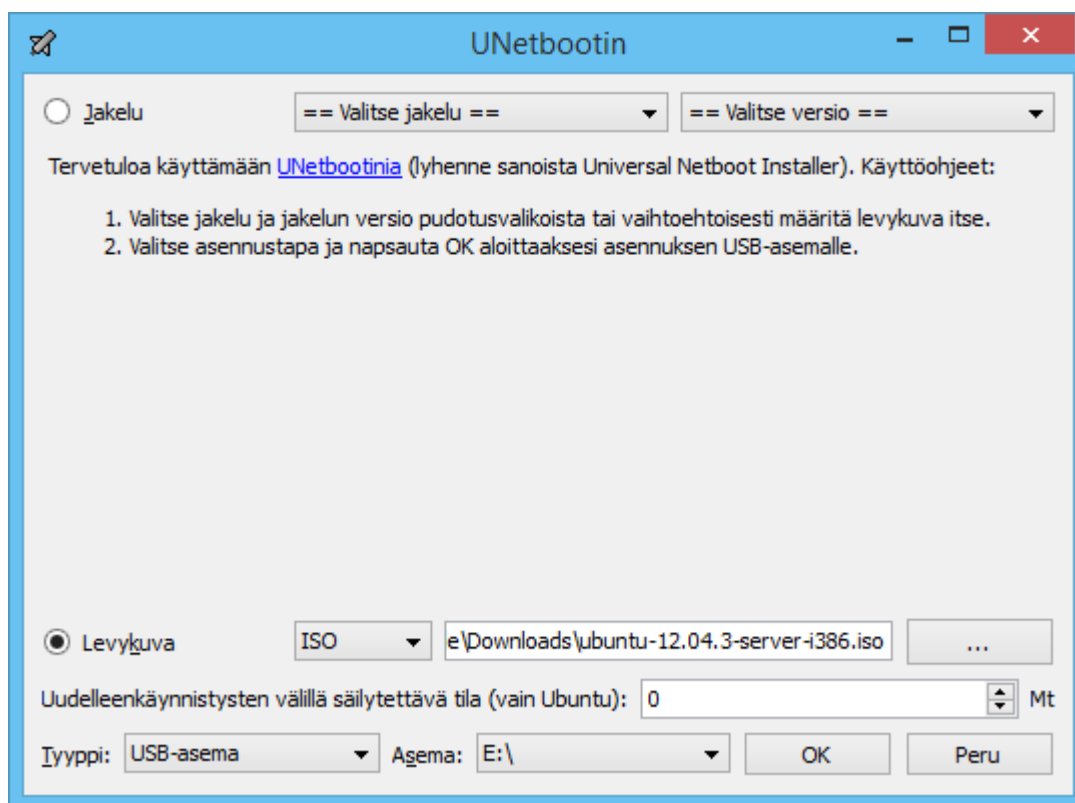 UNetbootin
Jakelu == Valitse jakelu == == Valitse versio ==
Tervetuloa käyttämään UNetbootinia (lyhenne sanoista Universal Netboot Installer). Käyttöohjeet:
1. Valitse jakelu ja jakelun versio pudotusvalikoista tai vaihtoehtoisesti määritä levykuva itse.
2. Valitse asennustapa ja napsauta OK aloittaaksesi asennuksen USB-asemalle.
Levykuva ISO e\Downloads\ubuntu-12.04.3-server-i386.iso ...
Uudelleenkäynnistysten välillä säilytettävä tila (vain Ubuntu): 0 Mt
Tyyppi: USB-asema Asema: E:\ OK Peru